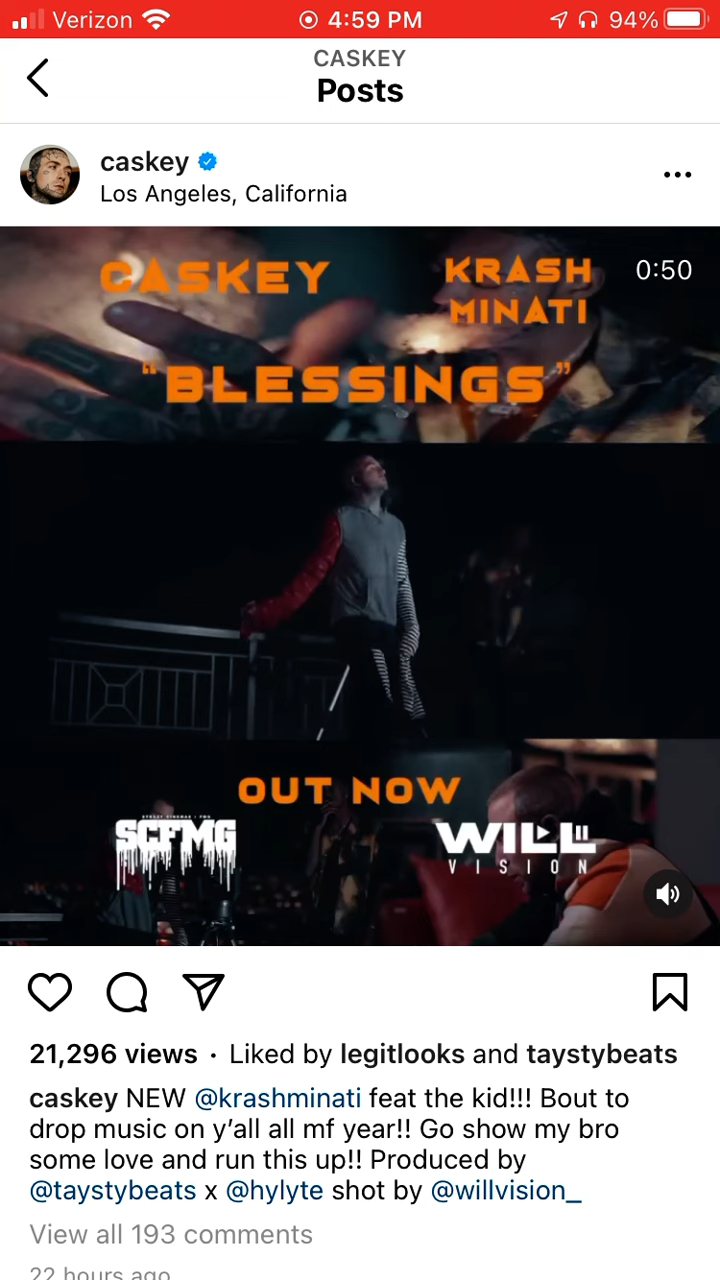 Verizon 4:59 PM 94%
CASKEY
Posts
caskey
Los Angeles, California
CASKEY KRASH MINATI 0:50
“BLESSINGS”
OUT NOW
SCFMG WILL VISION
21,296 views · Liked by legitlooks and taystybeats
caskey NEW @krashminati feat the kid!!! Bout to
drop music on y’all all mf year!! Go show my bro
some love and run this up!! Produced by
@taystybeats x @hylyte shot by @willvision_
View all 193 comments
22 hours ago